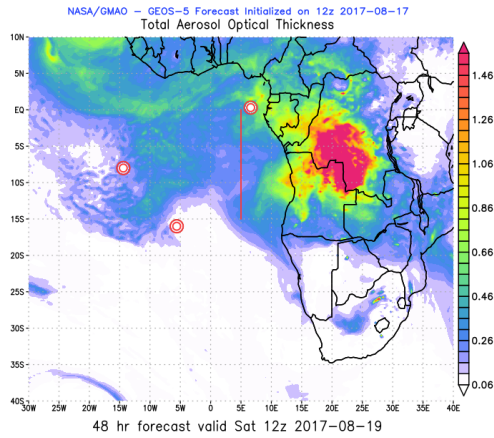 NASA/GMAO - GEOS-5 Forecast Initialized on 12z 2017-08-17
Total Aerosol Optical Thickness
10N
5N
EQ
5S
10S
15S
20S
25S
30S
35S
40S
30W 25W 20W 15W 10W 5W 0 5E 10E 15E 20E 25E 30E 35E 40E
1.46
1.26
1.06
0.86
0.66
0.46
0.26
0.06
48 hr forecast valid Sat 12z 2017-08-19